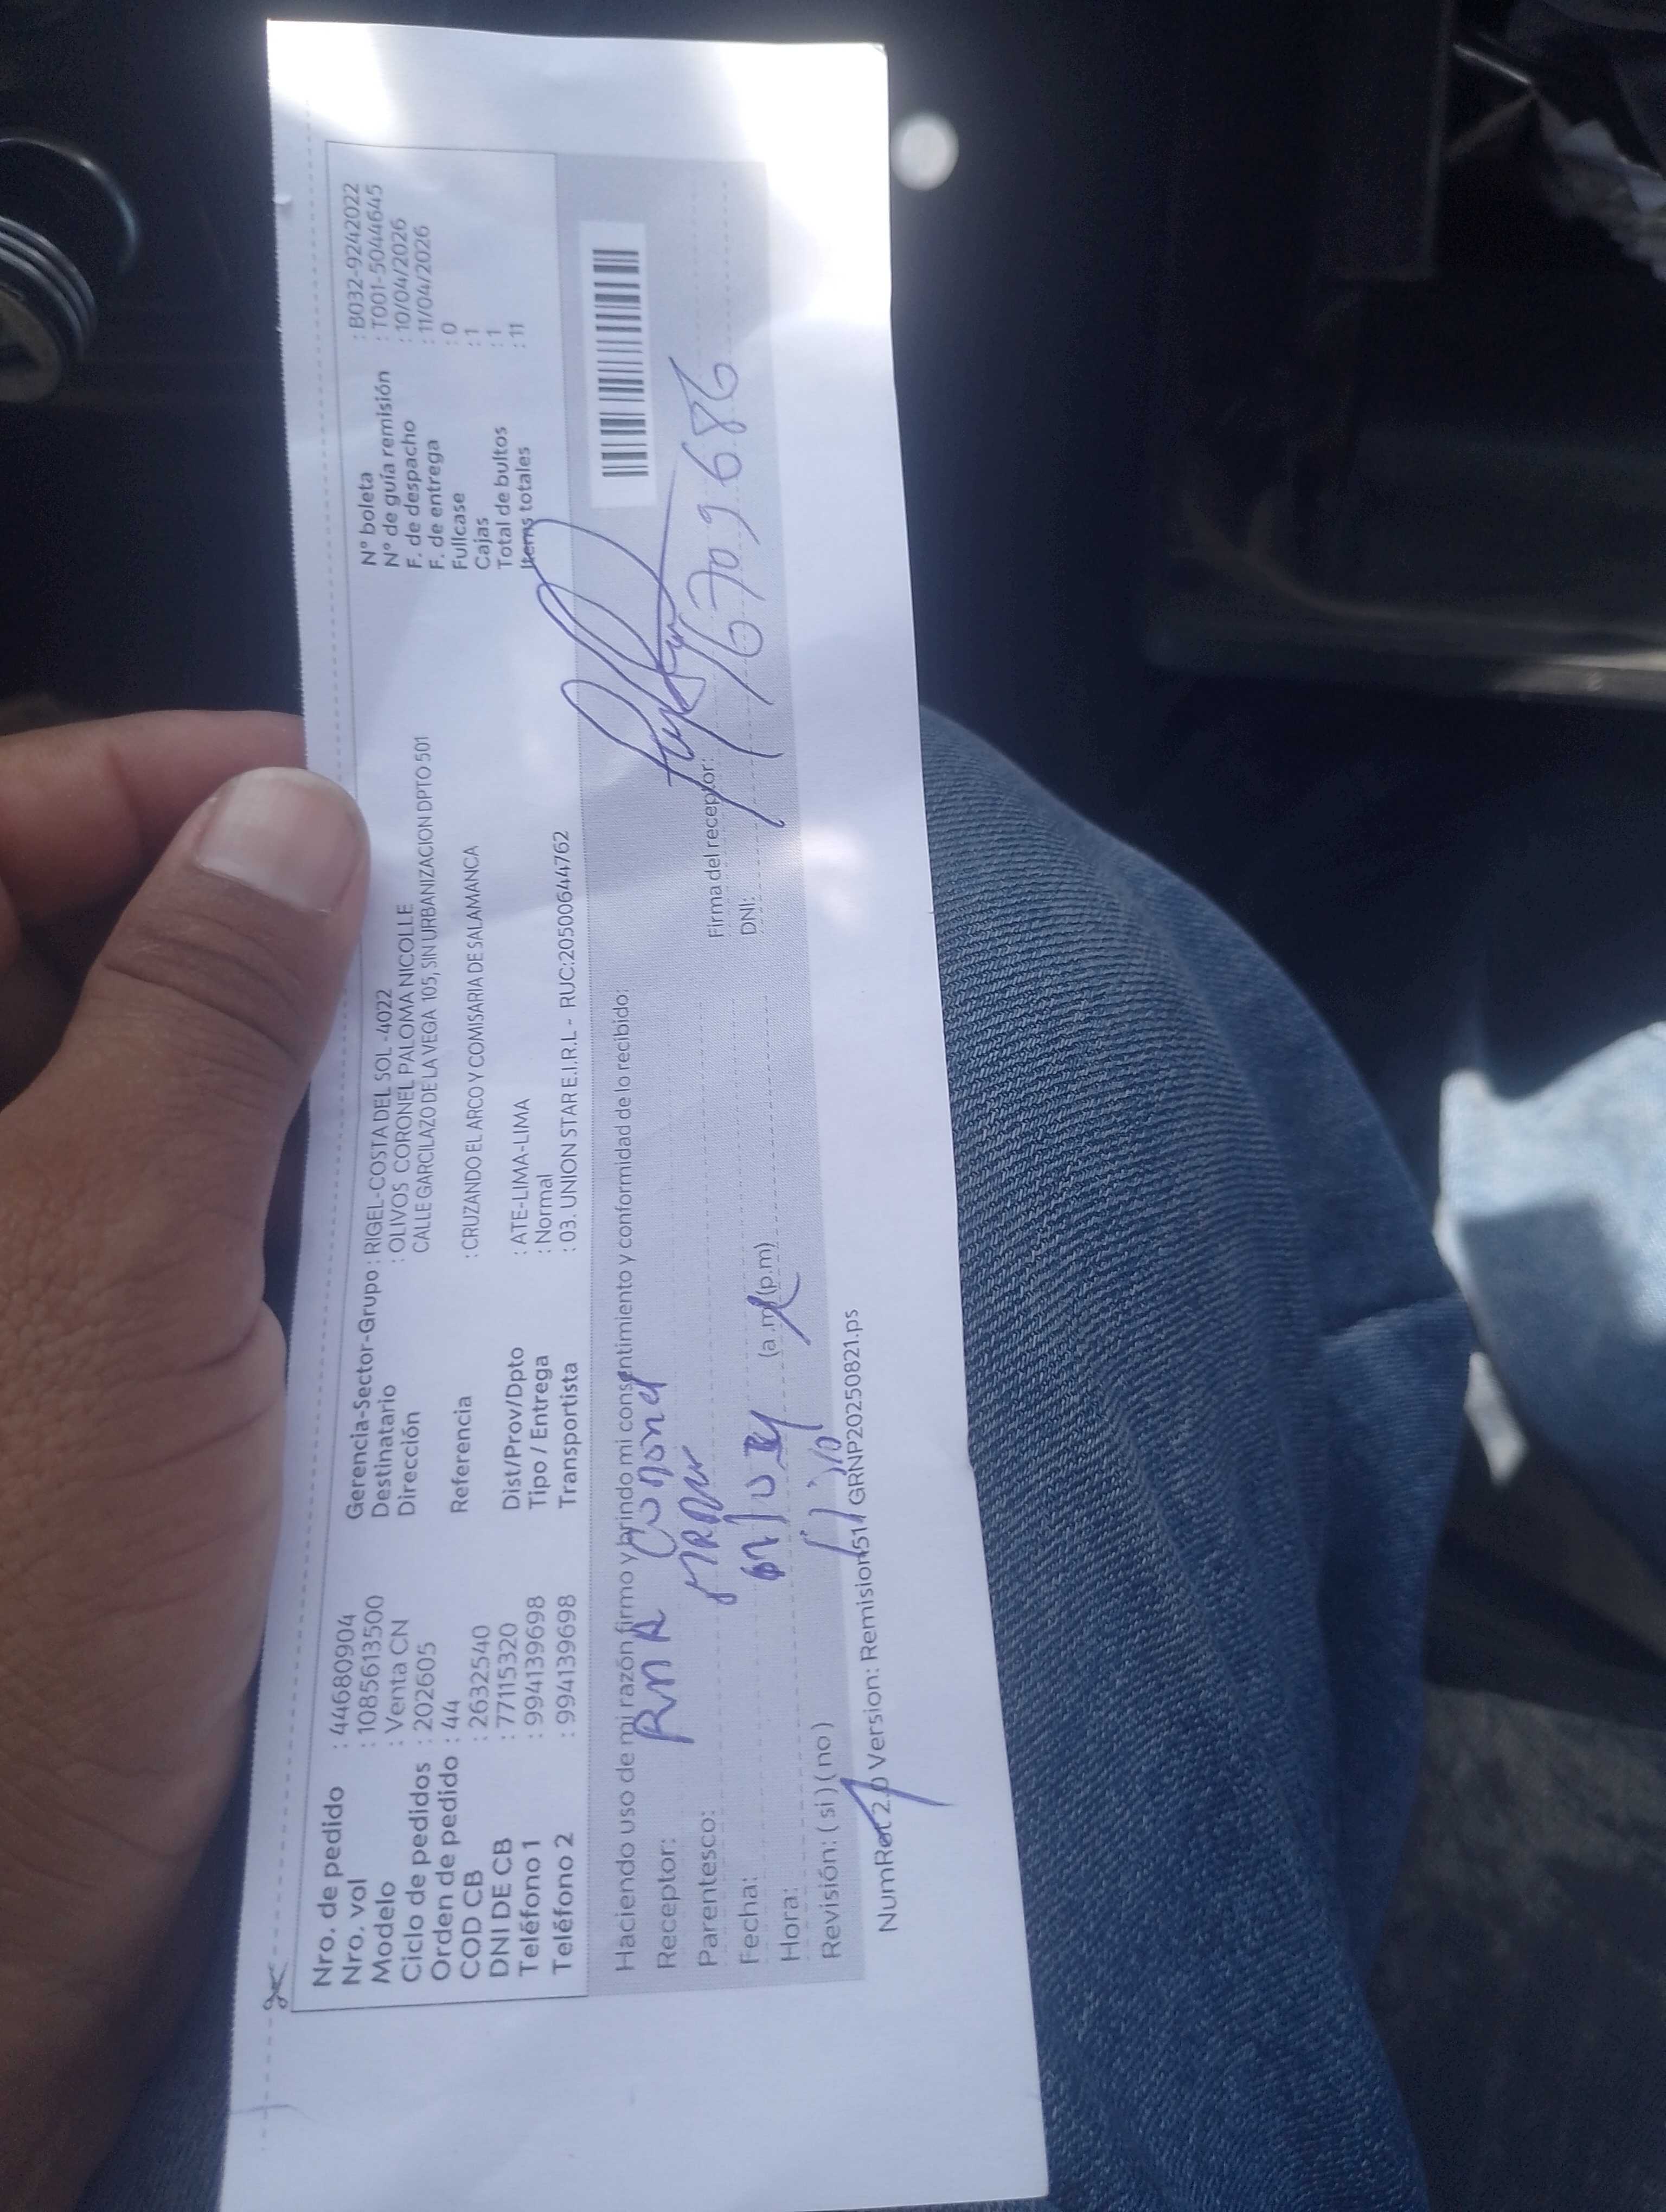 Nro. de pedido : 44680904
Nro. vol : 1085613500
Modelo : Venta CN
Ciclo de pedidos : 202605
Orden de pedido : 44
COD CB : 2632540
DNI DE CB : 77115320
Teléfono 1 : 994139698
Teléfono 2 : 994139698
Gerencia-Sector-Grupo : RIGEL-COSTA DEL SOL -4022
Destinatario : OLIVOS CORONEL PALOMA NICOLLE
Dirección CALLE GARCILAZO DE LA VEGA 105, SIN URBANIZACION DPTO 501
Referencia : CRUZANDO EL ARCO Y COMISARIA DE SALAMANCA
Dist/Prov/Dpto : ATE-LIMA-LIMA
Tipo / Entrega : Normal
Transportista : 03. UNION STAR E.I.R.L - RUC:20500644762
N° boleta : B032-9242022
N° de guía remisión : T001-5044645
F. de despacho : 10/04/2026
F. de entrega : 11/04/2026
Fullcase : 0
Cajas : 1
Total de bultos : 1
Items totales : 11
Haciendo uso de mi razón firmo y brindo mi consentimiento y conformidad de lo recibido:
Receptor: Coronel
Parentesco:
Fecha:
Hora: (a.m) (p.m)
Revisión: ( si ) ( no )
Firma del receptor:
DNI:
NumRot 2.0 Version: Remision511 GRNP20250821.ps